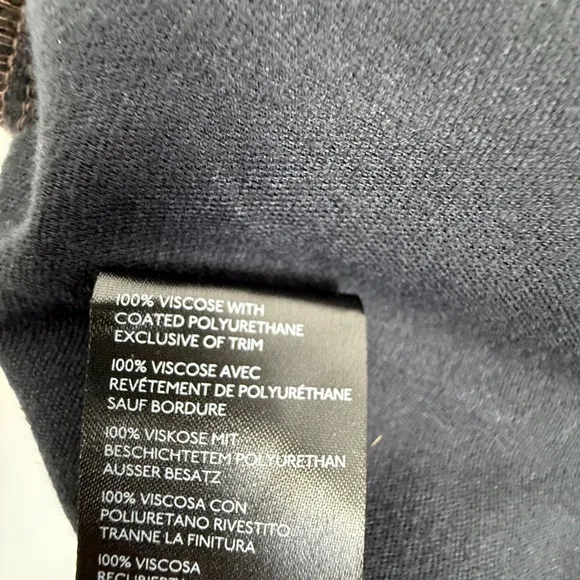 100% VISCOSE WITH
COATED POLYURETHANE
EXCLUSIVE OF TRIM
100% VISCOSE AVEC
REVÉTEMENT DE POLYURÉTHANE
SAUF BORDURE
100% VISKOSE MIT
BESCHICHTETEM POLYURETHAN
AUSSER BESATZ
100% VISCOSA CON
POLIURETANO RIVESTITO
TRANNE LA FINITURA
100% VISCOSA